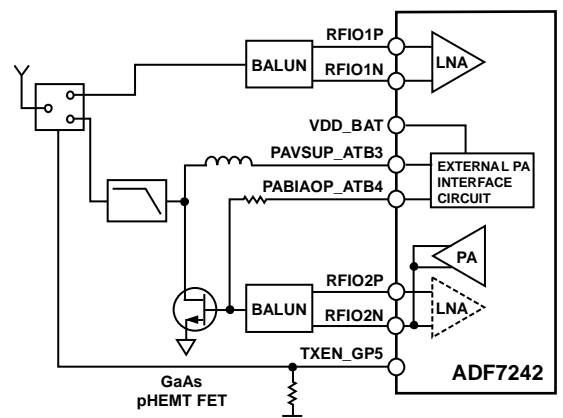 RFIO1P
BALUN
RFIO1N
LNA
VDD_BAT
PAVSUP_ATB3
EXTERNAL PA
INTERFACE
CIRCUIT
PABIAOP_ATB4
PA
RFIO2P
BALUN
LNA
RFIO2N
TXEN_GP5
ADF7242
GaAs
pHEMT FET